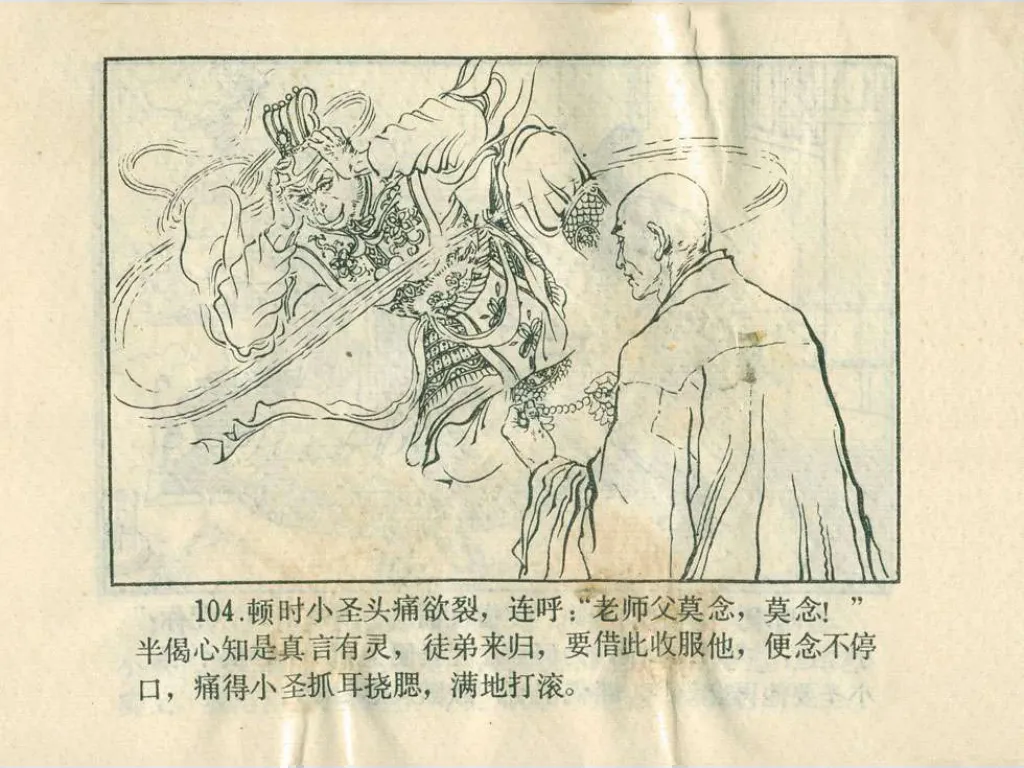 104.顿时小圣头痛欲裂，连呼：“老师父莫念，莫念！”
半偈心知是真言有灵，徒弟来归，要借此收服他，便念不停
口，痛得小圣抓耳挠腮，满地打滚。